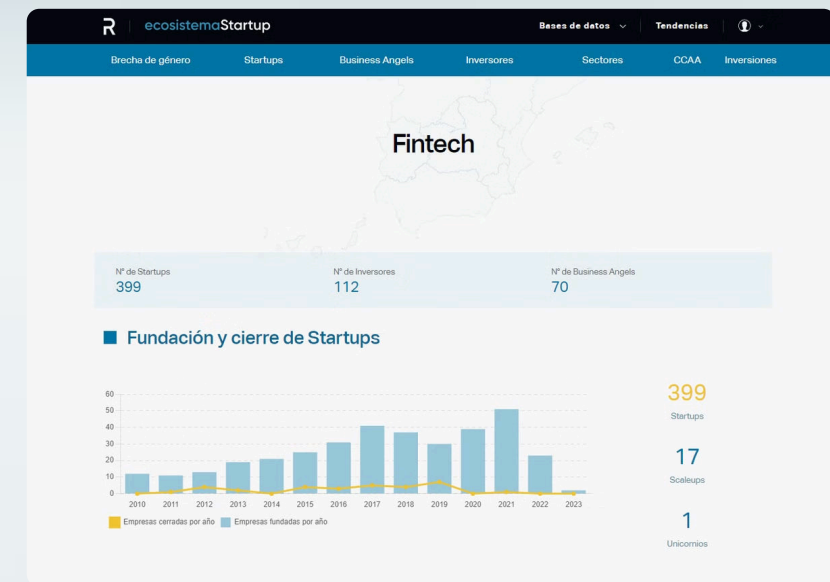 R ecosistemaStartup Bases de datos Tendencias
Brecha de género Startups Business Angels Inversores Sectores CCAA Inversiones
Fintech
Nº de Startups Nº de Inversores Nº de Business Angels
399 112 70
Fundación y cierre de Startups
60
50
40
30
20
10
0
2010 2011 2012 2013 2014 2015 2016 2017 2018 2019 2020 2021 2022 2023
Empresas cerradas por año Empresas fundadas por año
399
Startups
17
Scaleups
1
Unicornios